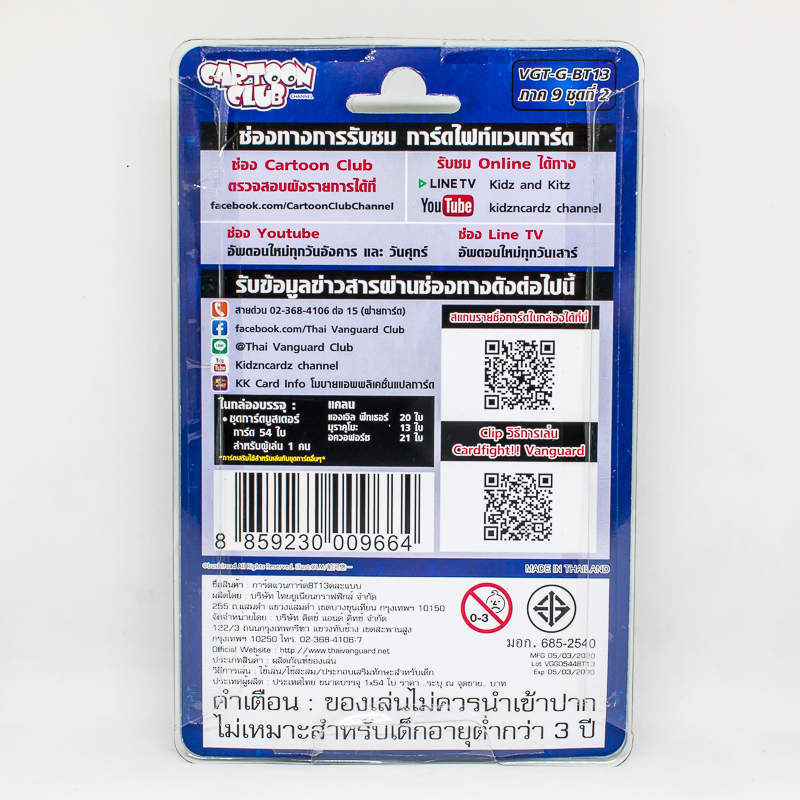 CARTOON
CLUB
CHANNEL
VGT-G-BT13
ภาค 9 ชุดที่ 2
ช่องทางการรับชม การ์ดไฟท์แวนการ์ด
ช่อง Cartoon Club
ตรวจสอบผังรายการได้ที่
facebook.com/CartoonClubChannel
รับชม Online ได้ทาง
LINE TV Kidz and Kitz
YouTube kidzncardz channel
ช่อง Youtube
อัพตอนใหม่ทุกวันอังคาร และ วันศุกร์
ช่อง Line TV
อัพตอนใหม่ทุกวันเสาร์
รับข้อมูลข่าวสารผ่านช่องทางดังต่อไปนี้
สายด่วน 02-368-4106 ต่อ 15 (ฝ่ายการ์ด)
facebook.com/Thai Vanguard Club
@Thai Vanguard Club
Kidzncardz channel
KK Card Info โมบายแอพพลิเคชั่นแปลการ์ด
สแกนรายชื่อการ์ดในกล่องได้ที่นี่
ในกล่องบรรจุ :
• ชุดการ์ดบูสเตอร์
การ์ด 54 ใบ
สำหรับผู้เล่น 1 คน
*การ์ดเสริมใช้สำหรับเล่นกับชุดการ์ดอื่นๆ*
แคลน
แองเจิล ฟีทเธอร์ 20 ใบ
มุราคุโมะ 13 ใบ
อควอฟอร์ซ 21 ใบ
Clip วิธีการเล่น
Cardfight!! Vanguard
8 859230 009664
©bushiroad All Rights Reserved.
MADE IN THAILAND
ชื่อสินค้า : การ์ดแวนการ์ดBT13คละแบบ
ผลิตโดย : บริษัท ไทยยูเนี่ยนกราฟฟิกส์ จำกัด
255 ถ.แสมดำ แขวงแสมดำ เขตบางขุนเทียน กรุงเทพฯ 10150
จัดจำหน่ายโดย : บริษัท คิดซ์ แอนด์ คิทซ์ จำกัด
122/3 ถนนกรุงเทพกรีฑา แขวงทับช้าง เขตสะพานสูง
กรุงเทพฯ 10250 โทร. 02-368-4106-7
Official Website : http://www.thaivanguard.net
ประเภทสินค้า : ผลิตภัณฑ์ของเล่น
วิธีการเล่น : ใช้เล่น/ใช้สะสม/ประกอบเสริมทักษะสำหรับเด็ก
ประเทศผู้ผลิต : ประเทศไทย ขนาดบรรจุ 1x54 ใบ ราคา ..ระบุ ณ จุดขาย.. บาท
0-3
มอก. 685-2540
MFG 05/03/2020
Lot VGG05448T13
Exp 05/03/2030
คำเตือน : ของเล่นไม่ควรนำเข้าปาก
ไม่เหมาะสำหรับเด็กอายุต่ำกว่า 3 ปี